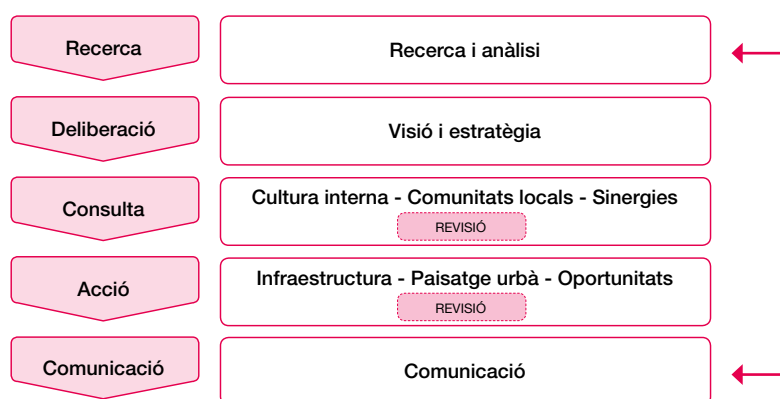 Recerca
Recerca i anàlisi
Deliberació
Visió i estratègia
Consulta
Cultura interna - Comunitats locals - Sinergies
REVISIÓ
Acció
Infraestructura - Paisatge urbà - Oportunitats
REVISIÓ
Comunicació
Comunicació